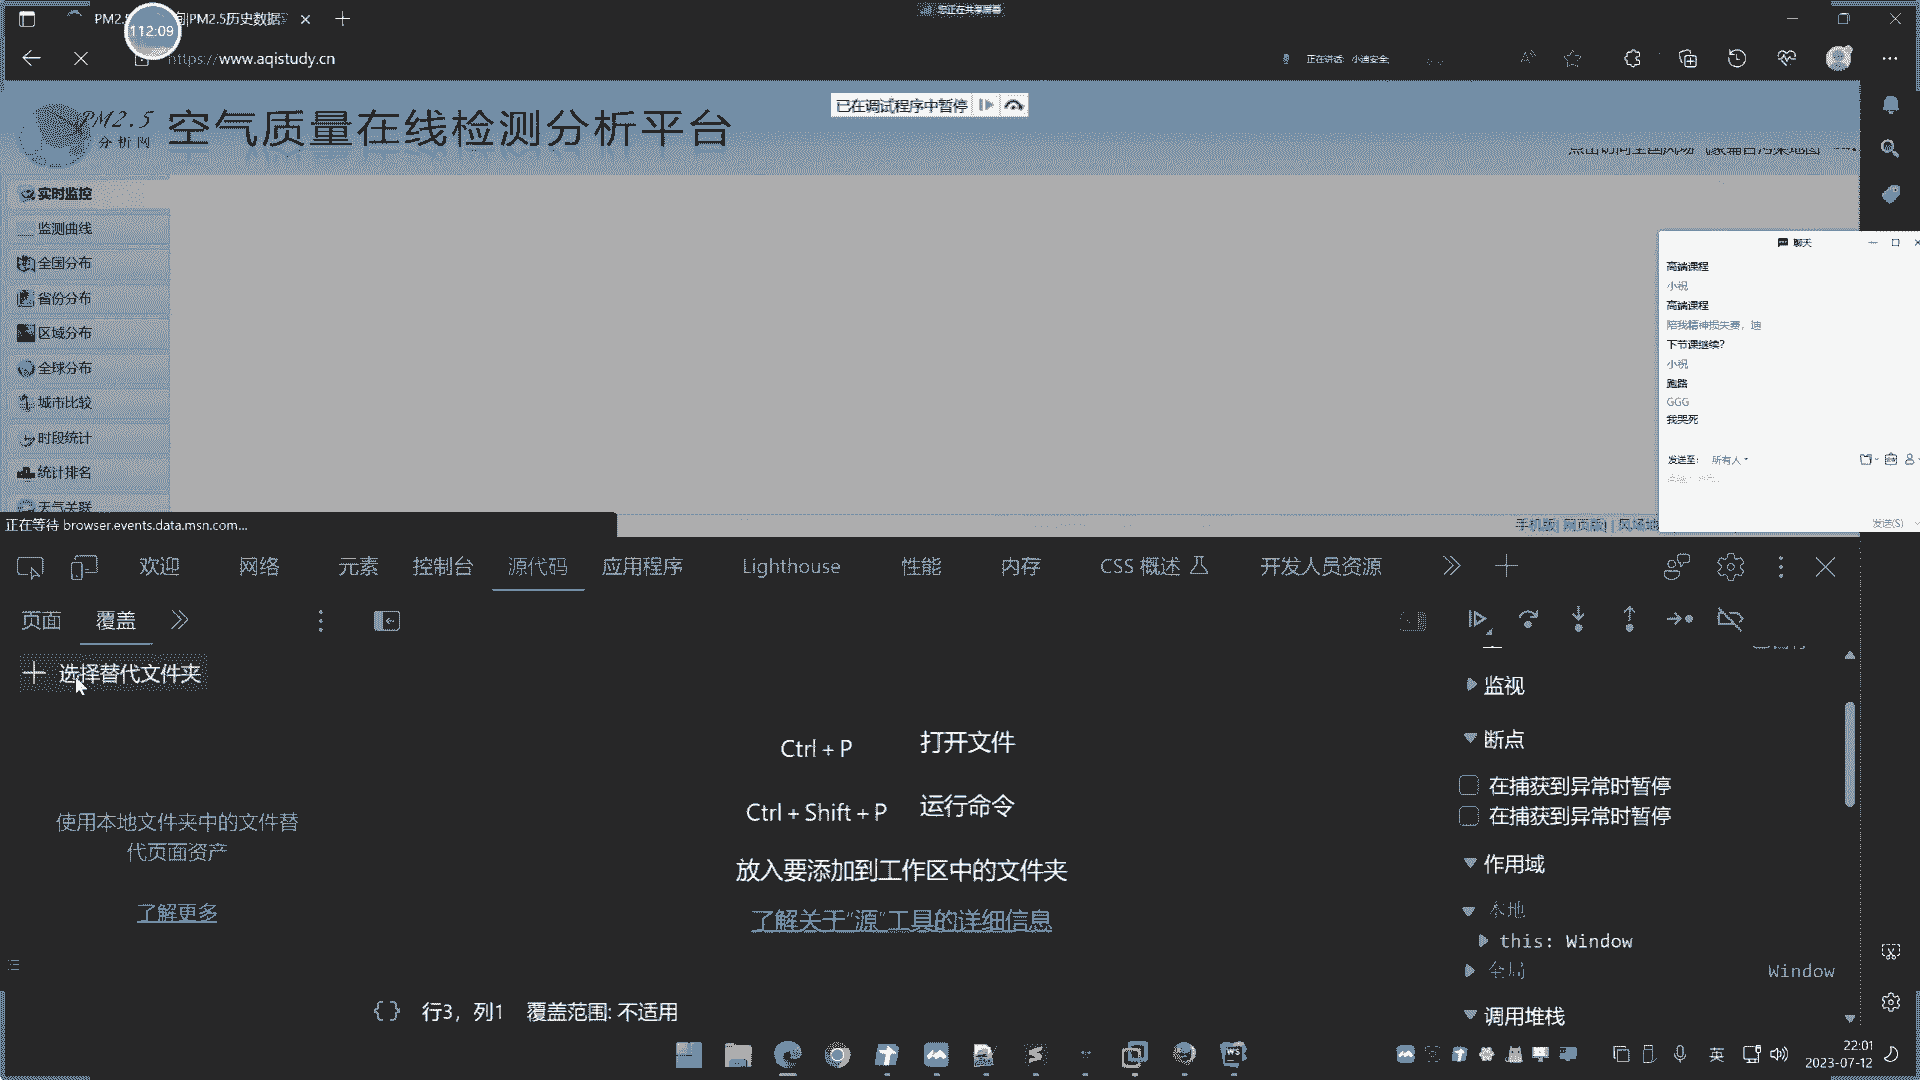 PM2.5
间|PM2.5历史数据
112:09
您正在共享屏幕
https://www.aqistudy.cn
正在讲话: 小迪安全;
已在调试程序中暂停
PM2.5
分析网
空气质量在线检测分析平台
实时监控
监测曲线
全国分布
省份分布
区域分布
全球分布
城市比较
时段统计
统计排名
天气关联
聊天
高端课程
小祝
高端课程
陪我精神损失费，迪
下节课继续？
小祝
跑路
GGG
我哭死
发送至: 所有人
发送(S)
正在等待 browser.events.data.msn.com...
手机版| 网页版| | 风场地
欢迎 网络 元素 控制台 源代码 应用程序 Lighthouse 性能 内存 CSS 概述 开发人员资源
页面 覆盖
选择替代文件夹
使用本地文件夹中的文件替
代页面资产
了解更多
Ctrl + P 打开文件
Ctrl + Shift + P 运行命令
放入要添加到工作区中的文件夹
了解关于“源”工具的详细信息
监视
断点
在捕获到异常时暂停
在捕获到异常时暂停
作用域
本地
this: Window
全局 Window
调用堆栈
{} 行3，列1 覆盖范围: 不适用
英
22:01
2023-07-12